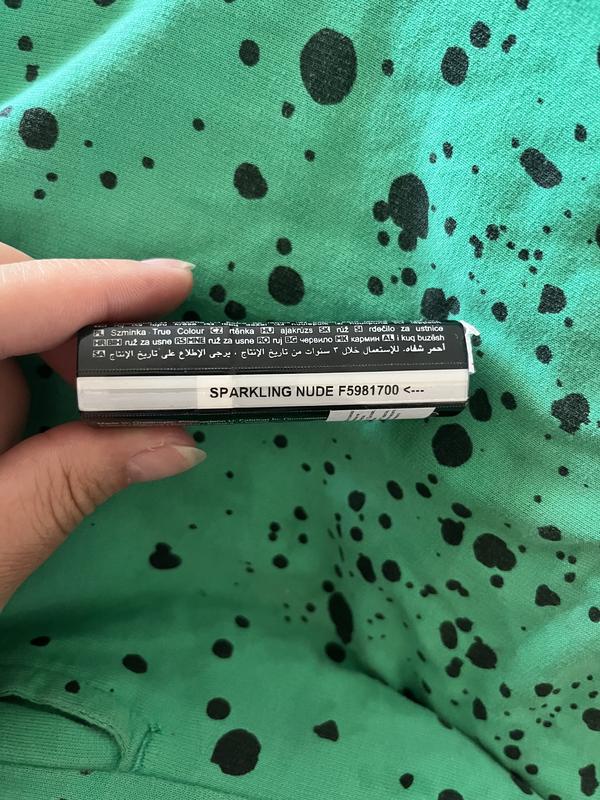 PL Szminka True Colour CZ rtěnka HU ajakrúzs SK rúž SI rdečilo za ustnice
HR BIH ruž za usne RS MNE ruž za usne RO ruj BG червило MK кармин AL i kuq buzësh
SA أحمر شفاه. للإستعمال خلال ٣ سنوات من تاريخ الإنتاج ، يرجى الإطلاع على تاريخ الإنتاج
SPARKLING NUDE F5981700 <---